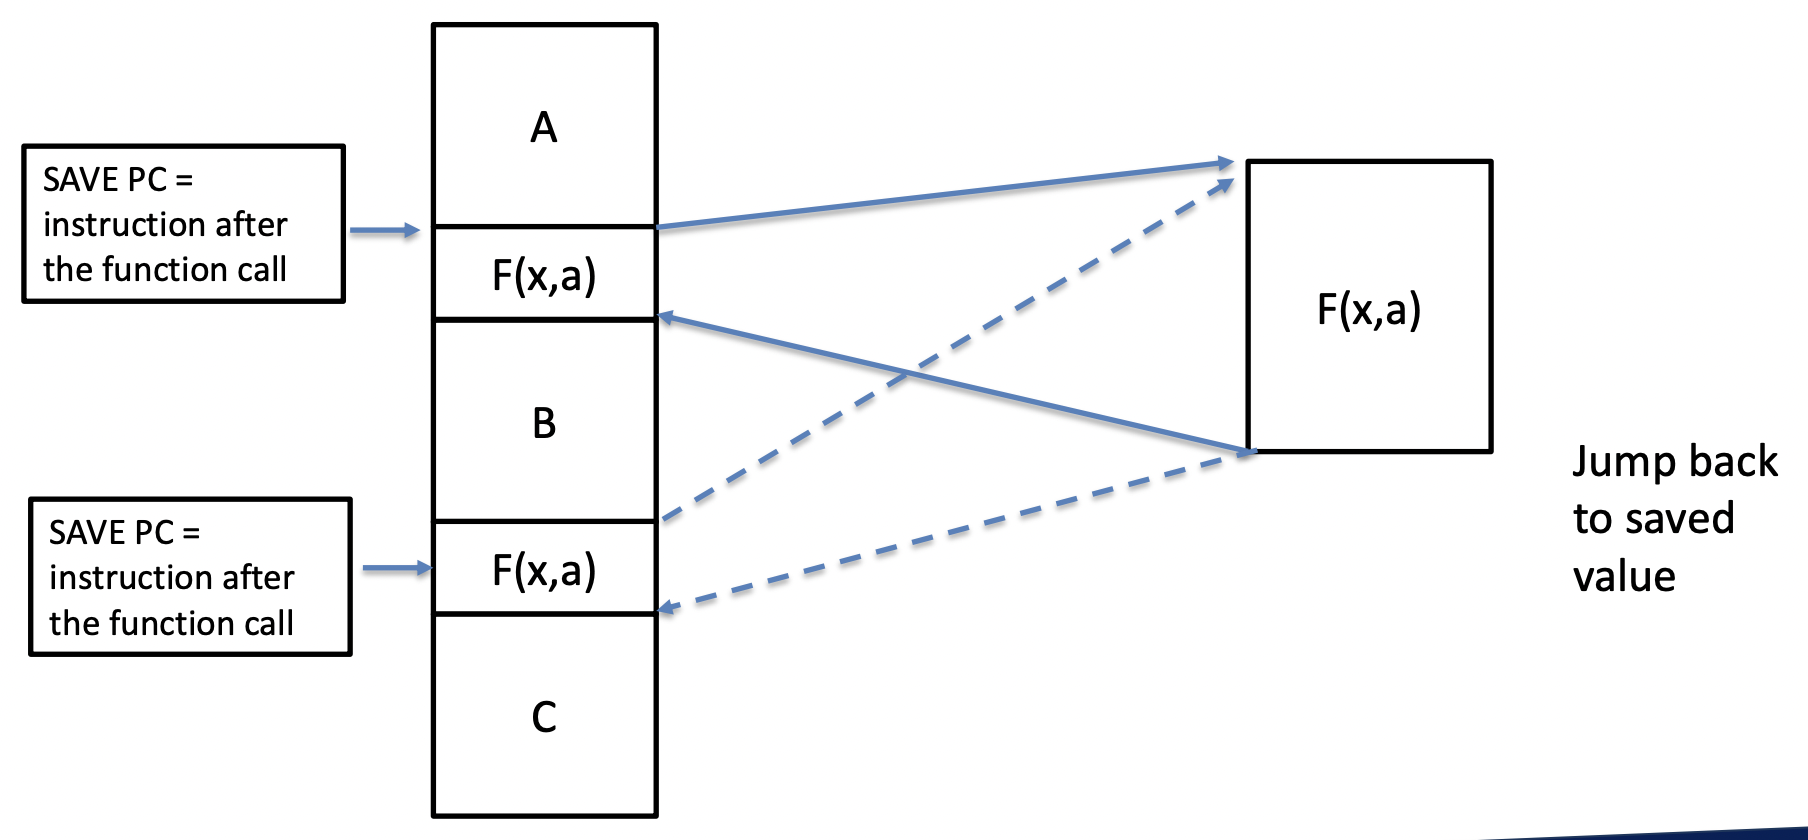 A
SAVE PC =
instruction after
the function call
F(x,a)
F(x,a)
B
Jump back
to saved
value
SAVE PC =
instruction after
the function call
F(x,a)
C